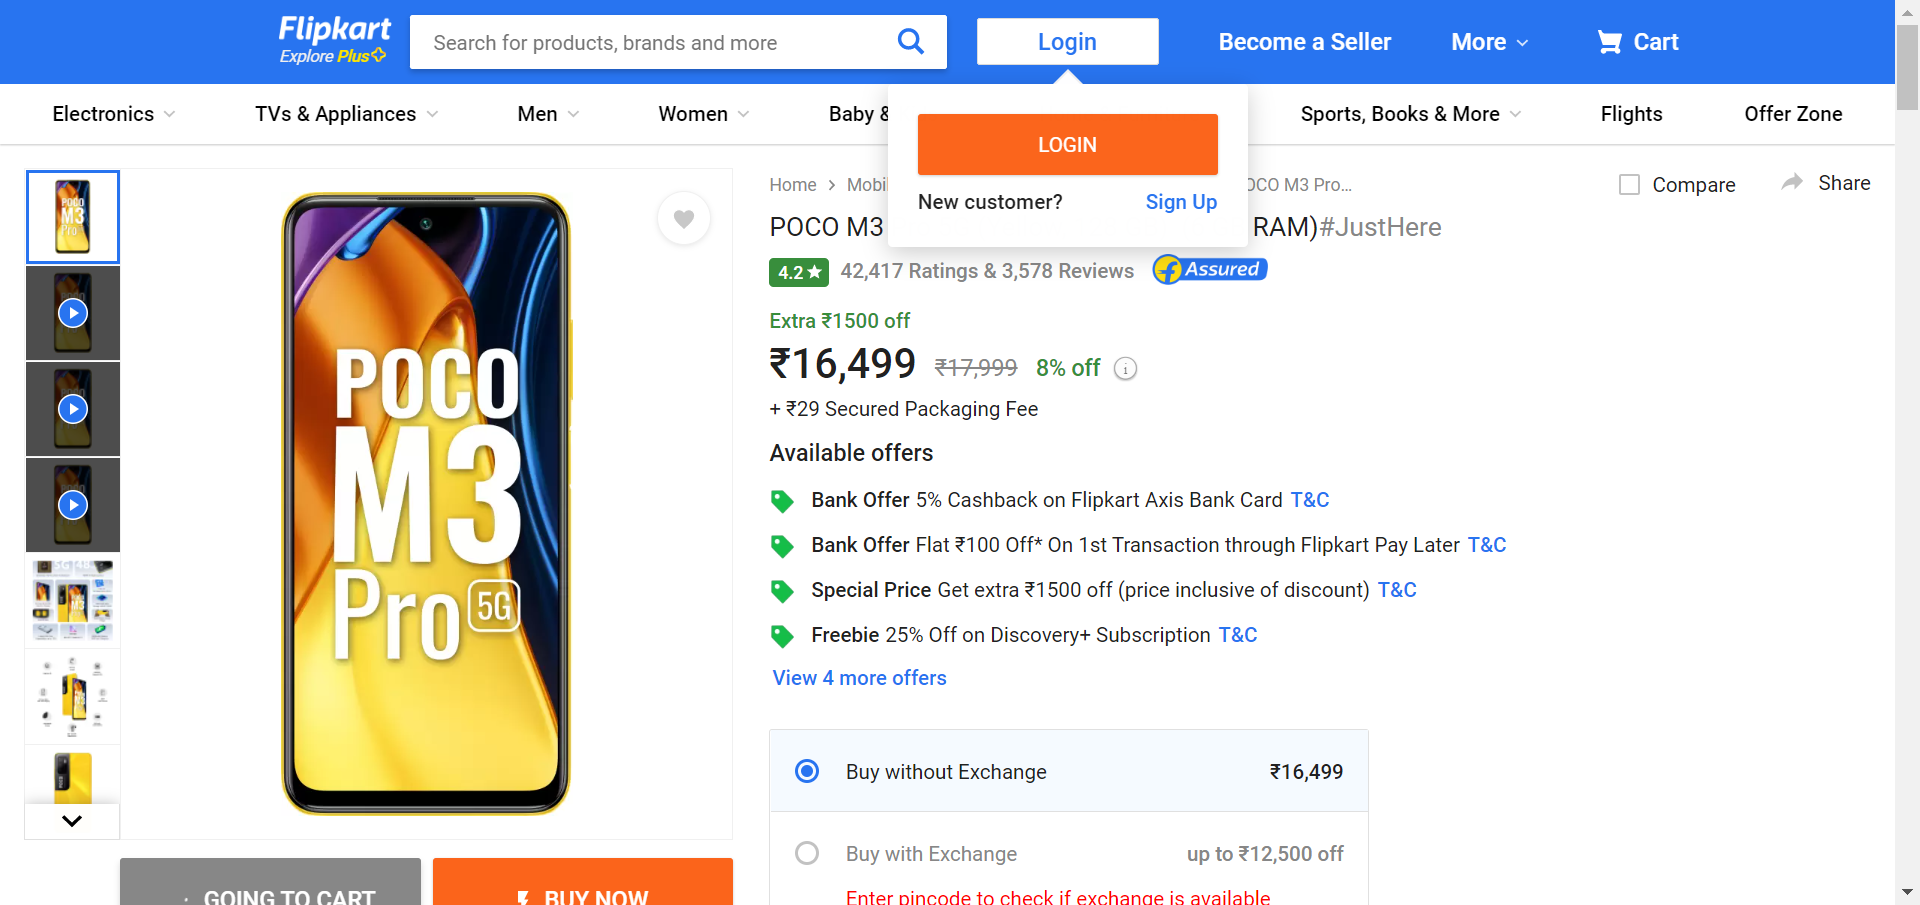 Flipkart
Explore Plus
Search for products, brands and more
Login
Become a Seller
More
Cart
Electronics
TVs & Appliances
Men
Women
Baby &
Sports, Books & More
Flights
Offer Zone
LOGIN
New customer? Sign Up
Home
OCO M3 Pro...
Compare
Share
POCO M3
RAM)#JustHere
4.2 42,417 Ratings & 3,578 Reviews
Assured
Extra ₹1500 off
₹16,499 ₹17,999 8% off
+ ₹29 Secured Packaging Fee
Available offers
Bank Offer 5% Cashback on Flipkart Axis Bank Card T&C
Bank Offer Flat ₹100 Off* On 1st Transaction through Flipkart Pay Later T&C
Special Price Get extra ₹1500 off (price inclusive of discount) T&C
Freebie 25% Off on Discovery+ Subscription T&C
View 4 more offers
Buy without Exchange ₹16,499
Buy with Exchange up to ₹12,500 off
Enter pincode to check if exchange is available
POCO
M3
Pro 5G
POCO
M3
Pro
GOING TO CART
BUY NOW